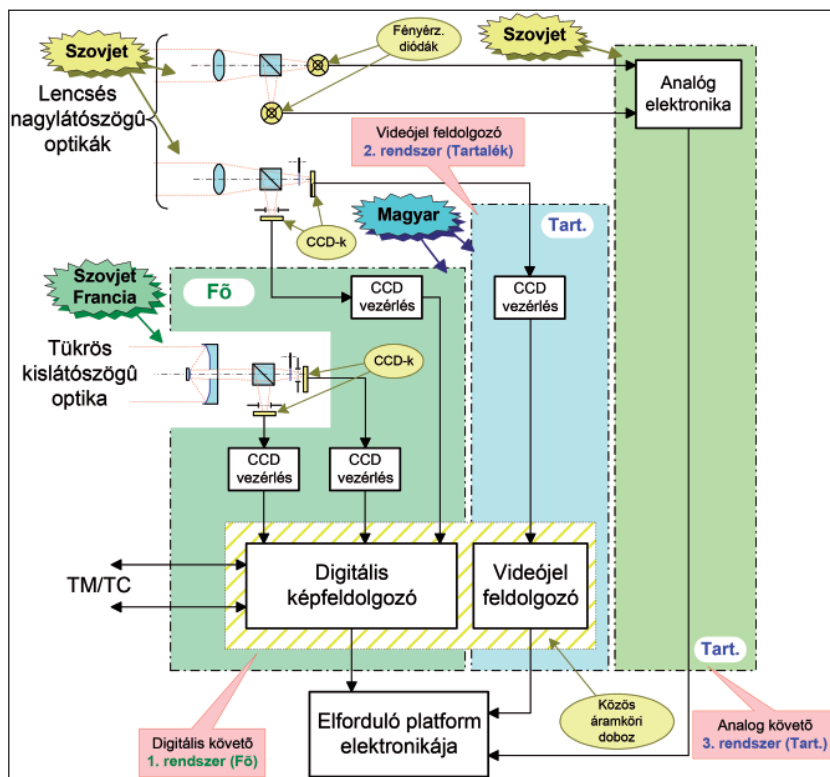 Szovjet
Fényérz.
diódák
Szovjet
Lencsés
nagylátószögû
optikák
Analóg
elektronika
Videójel feldolgozó
2. rendszer (Tartalék)
CCD-k
Magyar
Tart.
Szovjet
Francia
Fõ
CCD
vezérlés
CCD
vezérlés
Tükrös
kislátószögû
optika
CCD-k
CCD
vezérlés
CCD
vezérlés
TM/TC
Digitális
képfeldolgozó
Videójel
feldolgozó
Tart.
Digitális követõ
1. rendszer (Fõ)
Elforduló platform
elektronikája
Közös
áramköri
doboz
Analog követõ
3. rendszer (Tart.)